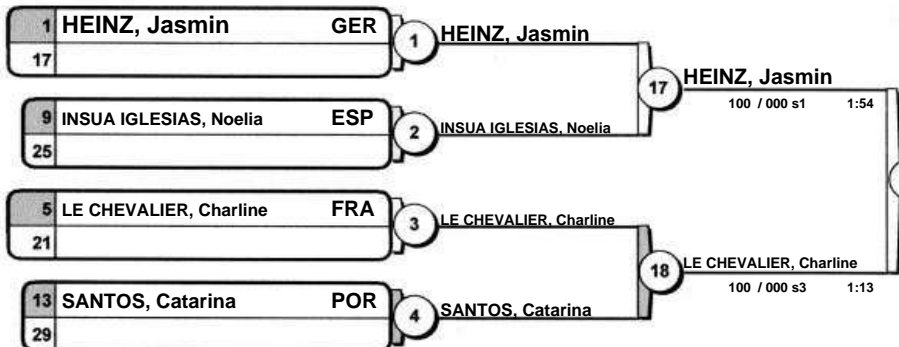 1 HEINZ, Jasmin GER
17
1
HEINZ, Jasmin
9 INSUA IGLESIAS, Noelia ESP
25
2
INSUA IGLESIAS, Noelia
17
HEINZ, Jasmin
100 / 000 s1 1:54
5 LE CHEVALIER, Charline FRA
21
3
LE CHEVALIER, Charline
13 SANTOS, Catarina POR
29
4
SANTOS, Catarina
18
LE CHEVALIER, Charline
100 / 000 s3 1:13